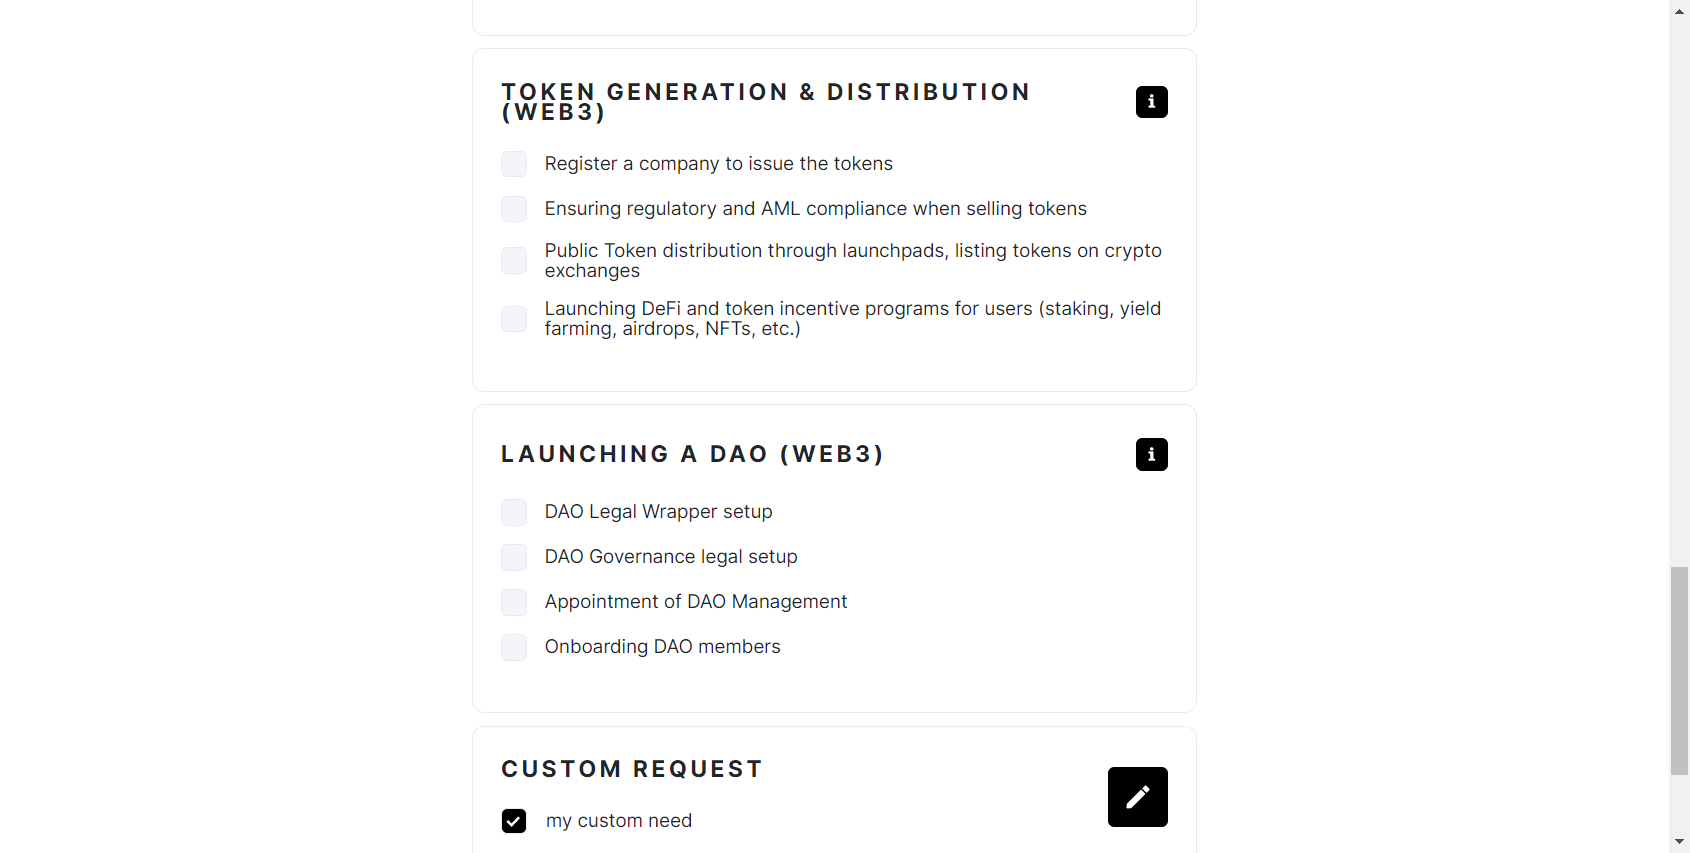 TOKEN GENERATION & DISTRIBUTION
(WEB3)
Register a company to issue the tokens
Ensuring regulatory and AML compliance when selling tokens
Public Token distribution through launchpads, listing tokens on crypto
exchanges
Launching DeFi and token incentive programs for users (staking, yield
farming, airdrops, NFTs, etc.)
LAUNCHING A DAO (WEB3)
DAO Legal Wrapper setup
DAO Governance legal setup
Appointment of DAO Management
Onboarding DAO members
CUSTOM REQUEST
my custom need